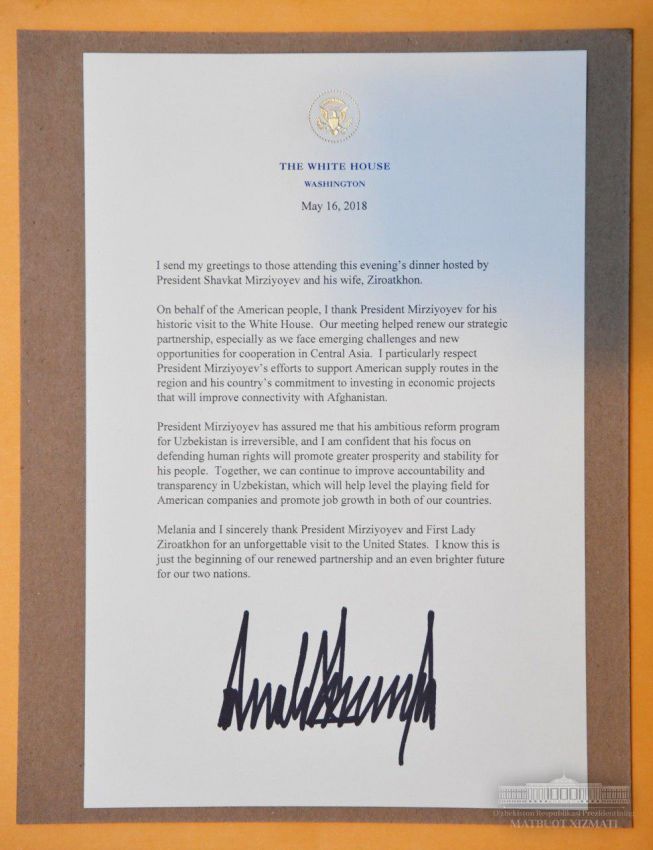 THE WHITE HOUSE
WASHINGTON
May 16, 2018
I send my greetings to those attending this evening's dinner hosted by
President Shavkat Mirziyoyev and his wife, Ziroatkhon.
On behalf of the American people, I thank President Mirziyoyev for his
historic visit to the White House. Our meeting helped renew our strategic
partnership, especially as we face emerging challenges and new
opportunities for cooperation in Central Asia. I particularly respect
President Mirziyoyev's efforts to support American supply routes in the
region and his country's commitment to investing in economic projects
that will improve connectivity with Afghanistan.
President Mirziyoyev has assured me that his ambitious reform program
for Uzbekistan is irreversible, and I am confident that his focus on
defending human rights will promote greater prosperity and stability for
his people. Together, we can continue to improve accountability and
transparency in Uzbekistan, which will help level the playing field for
American companies and promote job growth in both of our countries.
Melania and I sincerely thank President Mirziyoyev and First Lady
Ziroatkhon for an unforgettable visit to the United States. I know this is
just the beginning of our renewed partnership and an even brighter future
for our two nations.
O'zbekiston Respublikasi Prezidentining
MATBUOT XIZMATI